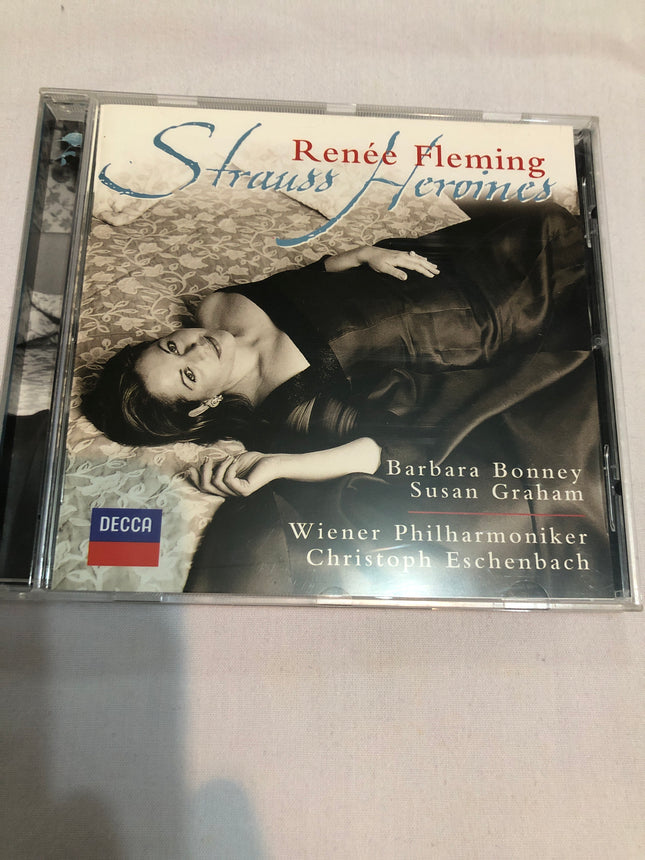 Renée Fleming
Strauss Heroines
Barbara Bonney
Susan Graham
Wiener Philharmoniker
Christoph Eschenbach
DECCA